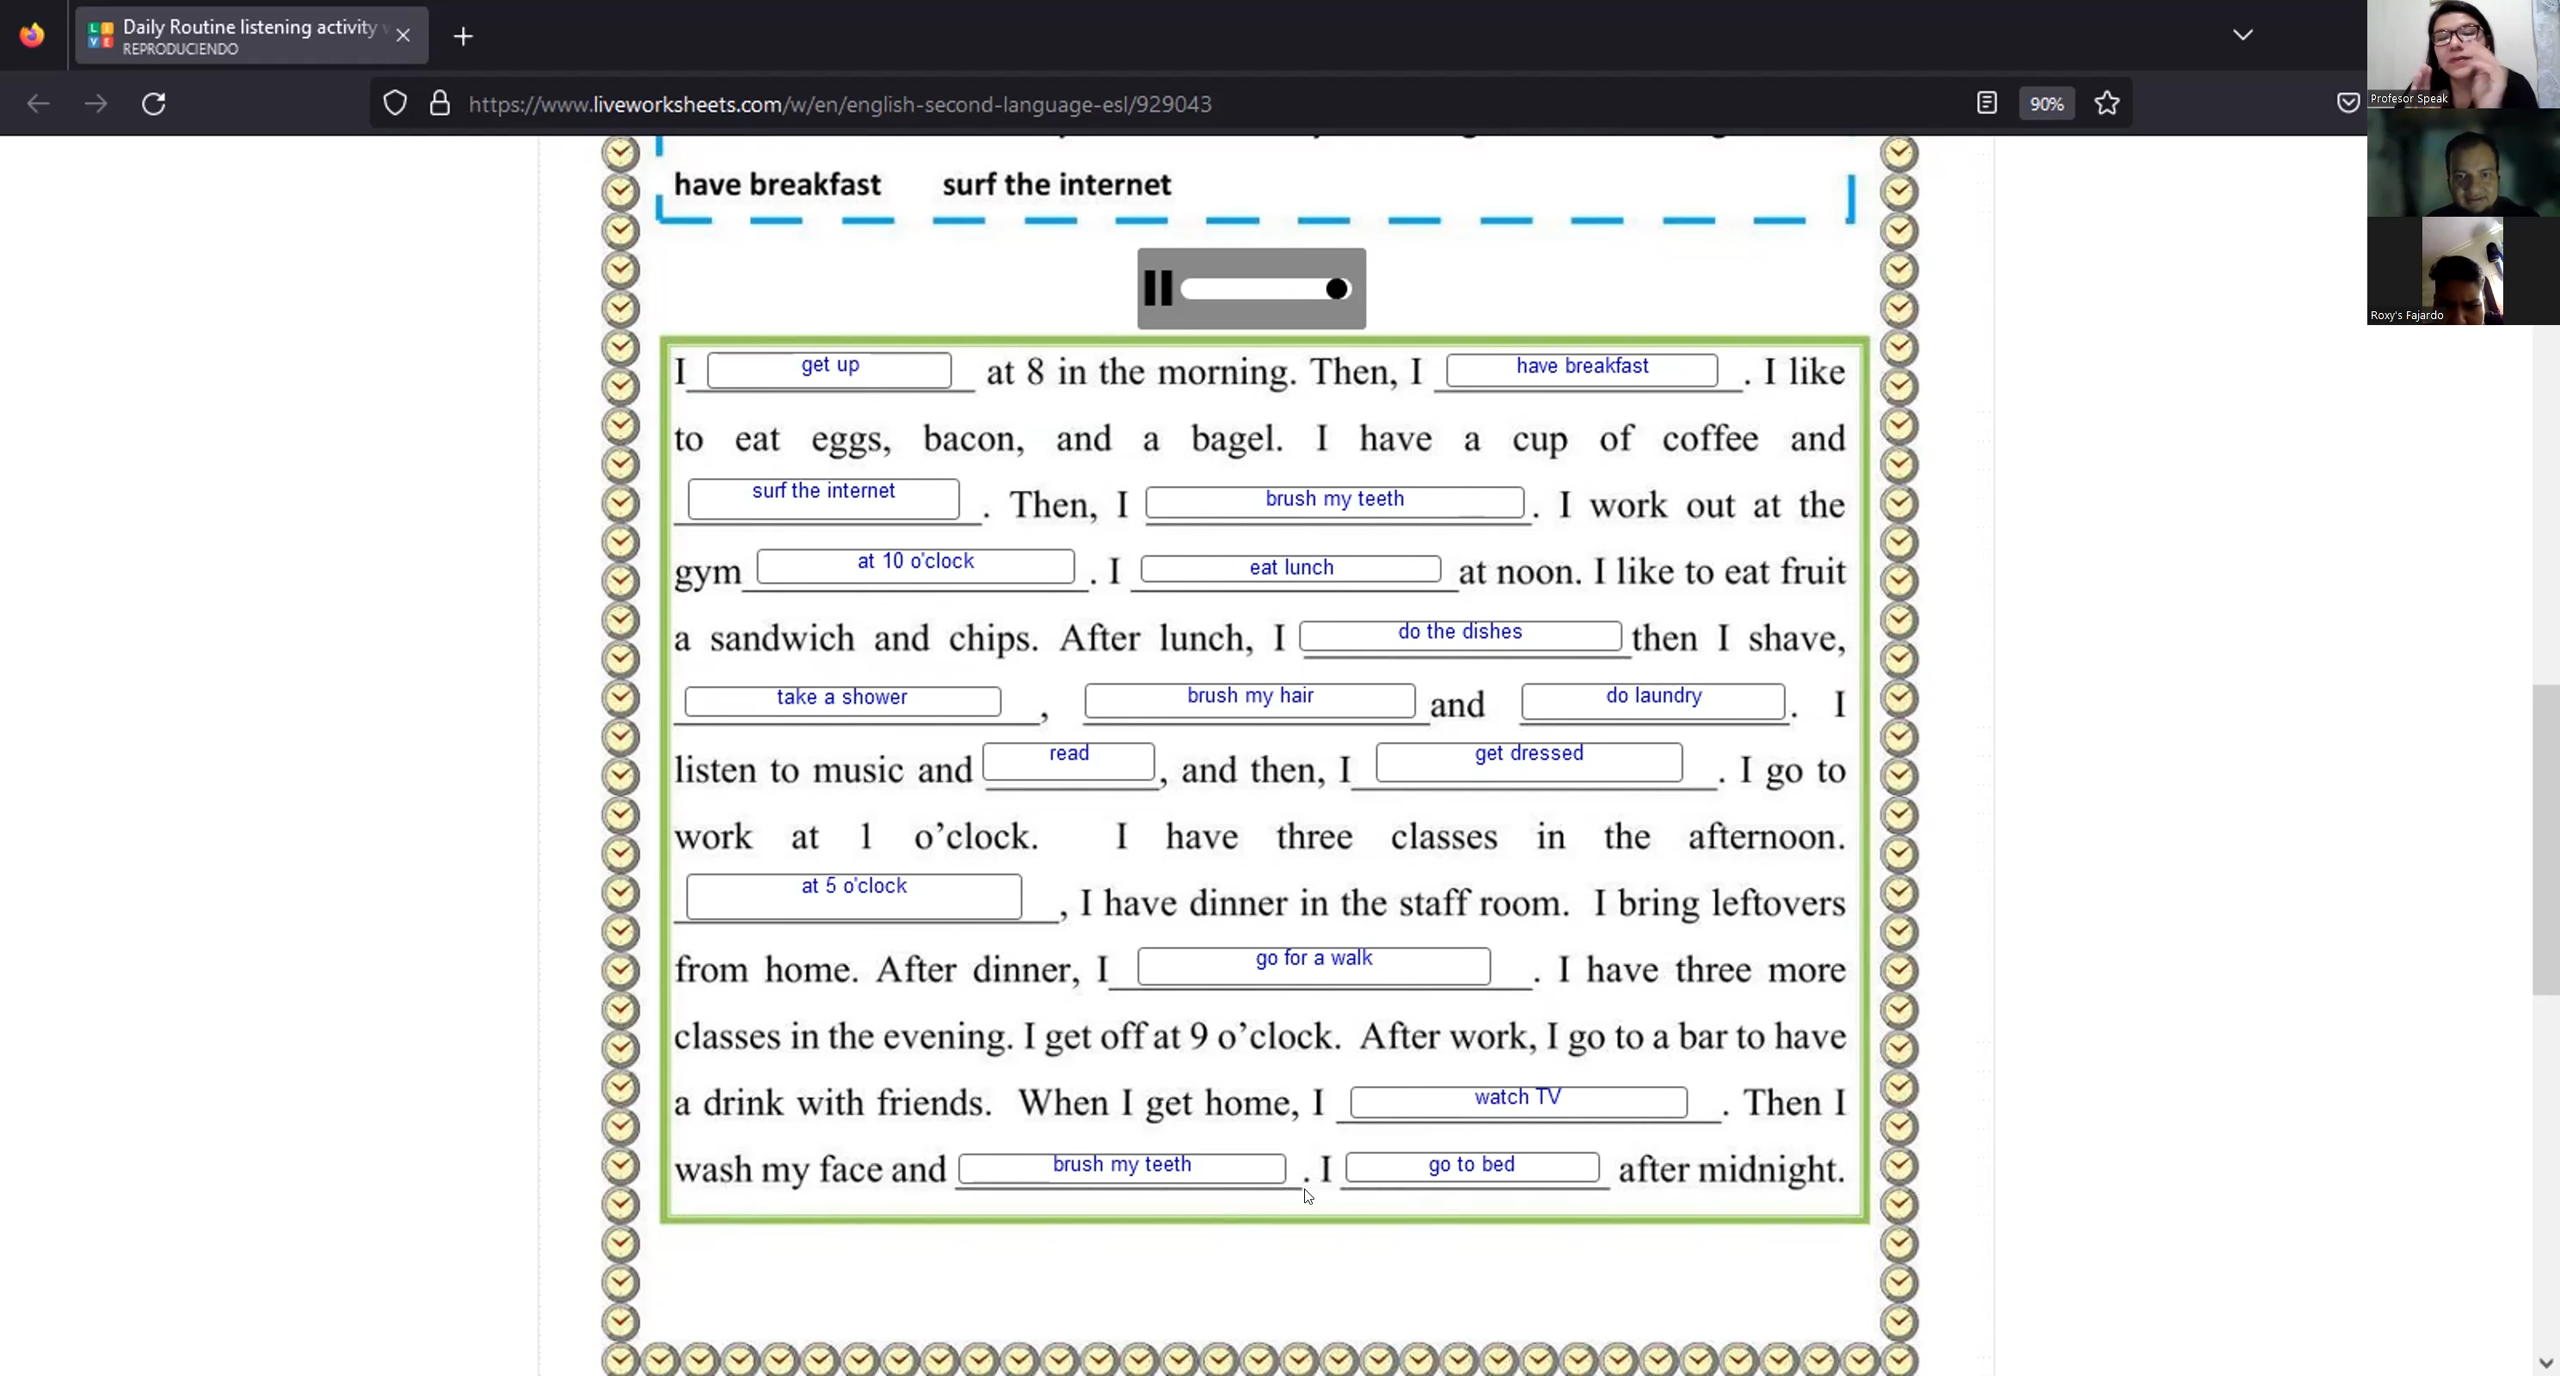 Daily Routine listening activity
REPRODUCIENDO
https://www.liveworksheets.com/w/en/english-second-language-esl/929043
90%
Profesor Speak
Roxy's Fajardo
have breakfast surf the internet
I get up at 8 in the morning. Then, I have breakfast . I like
to eat eggs, bacon, and a bagel. I have a cup of coffee and
surf the internet . Then, I brush my teeth . I work out at the
gym at 10 o'clock . I eat lunch at noon. I like to eat fruit
a sandwich and chips. After lunch, I do the dishes then I shave,
take a shower , brush my hair and do laundry . I
listen to music and read , and then, I get dressed . I go to
work at 1 o’clock. I have three classes in the afternoon.
at 5 o'clock , I have dinner in the staff room. I bring leftovers
from home. After dinner, I go for a walk . I have three more
classes in the evening. I get off at 9 o’clock. After work, I go to a bar to have
a drink with friends. When I get home, I watch TV . Then I
wash my face and brush my teeth . I go to bed after midnight.